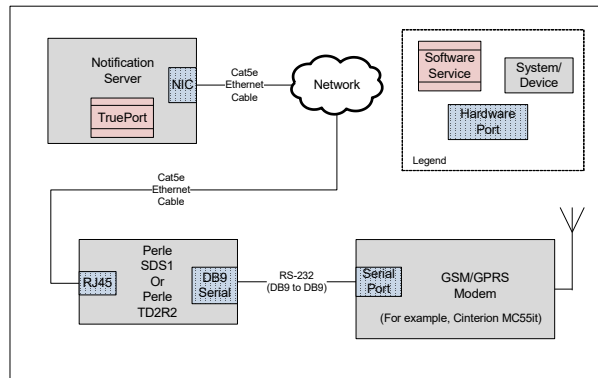 Notification
Server
NIC
TruePort
Cat5e
Ethernet
Cable
Network
Software
Service
System/
Device
Hardware
Port
Legend
Cat5e
Ethernet
Cable
RJ45
Perle
SDS1
Or
Perle
TD2R2
DB9
Serial
RS-232
(DB9 to DB9)
Serial
Port
GSM/GPRS
Modem
(For example, Cinterion MC55it)